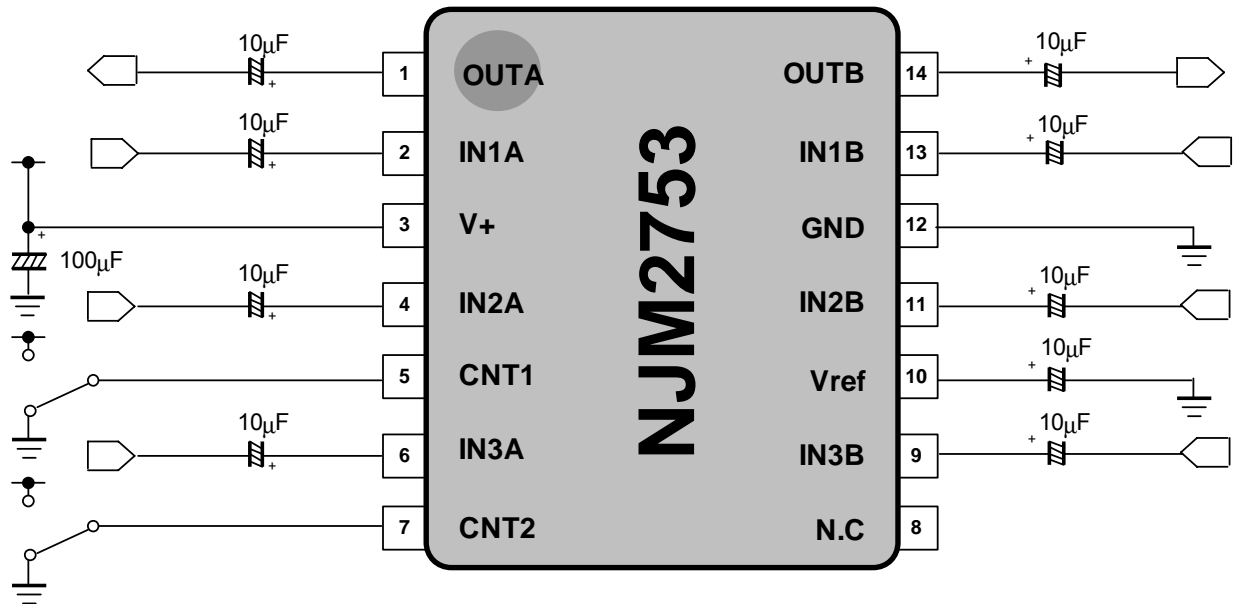 10μF
1
OUTA
OUTB
14
+
10μF
+
10μF
2
IN1A
IN1B
13
+
10μF
+
3
V+
GND
12
+
100μF
10μF
4
IN2A
IN2B
11
+
10μF
+
5
CNT1
Vref
10
+
10μF
10μF
6
IN3A
IN3B
9
+
10μF
+
7
CNT2
N.C
8
NJM2753